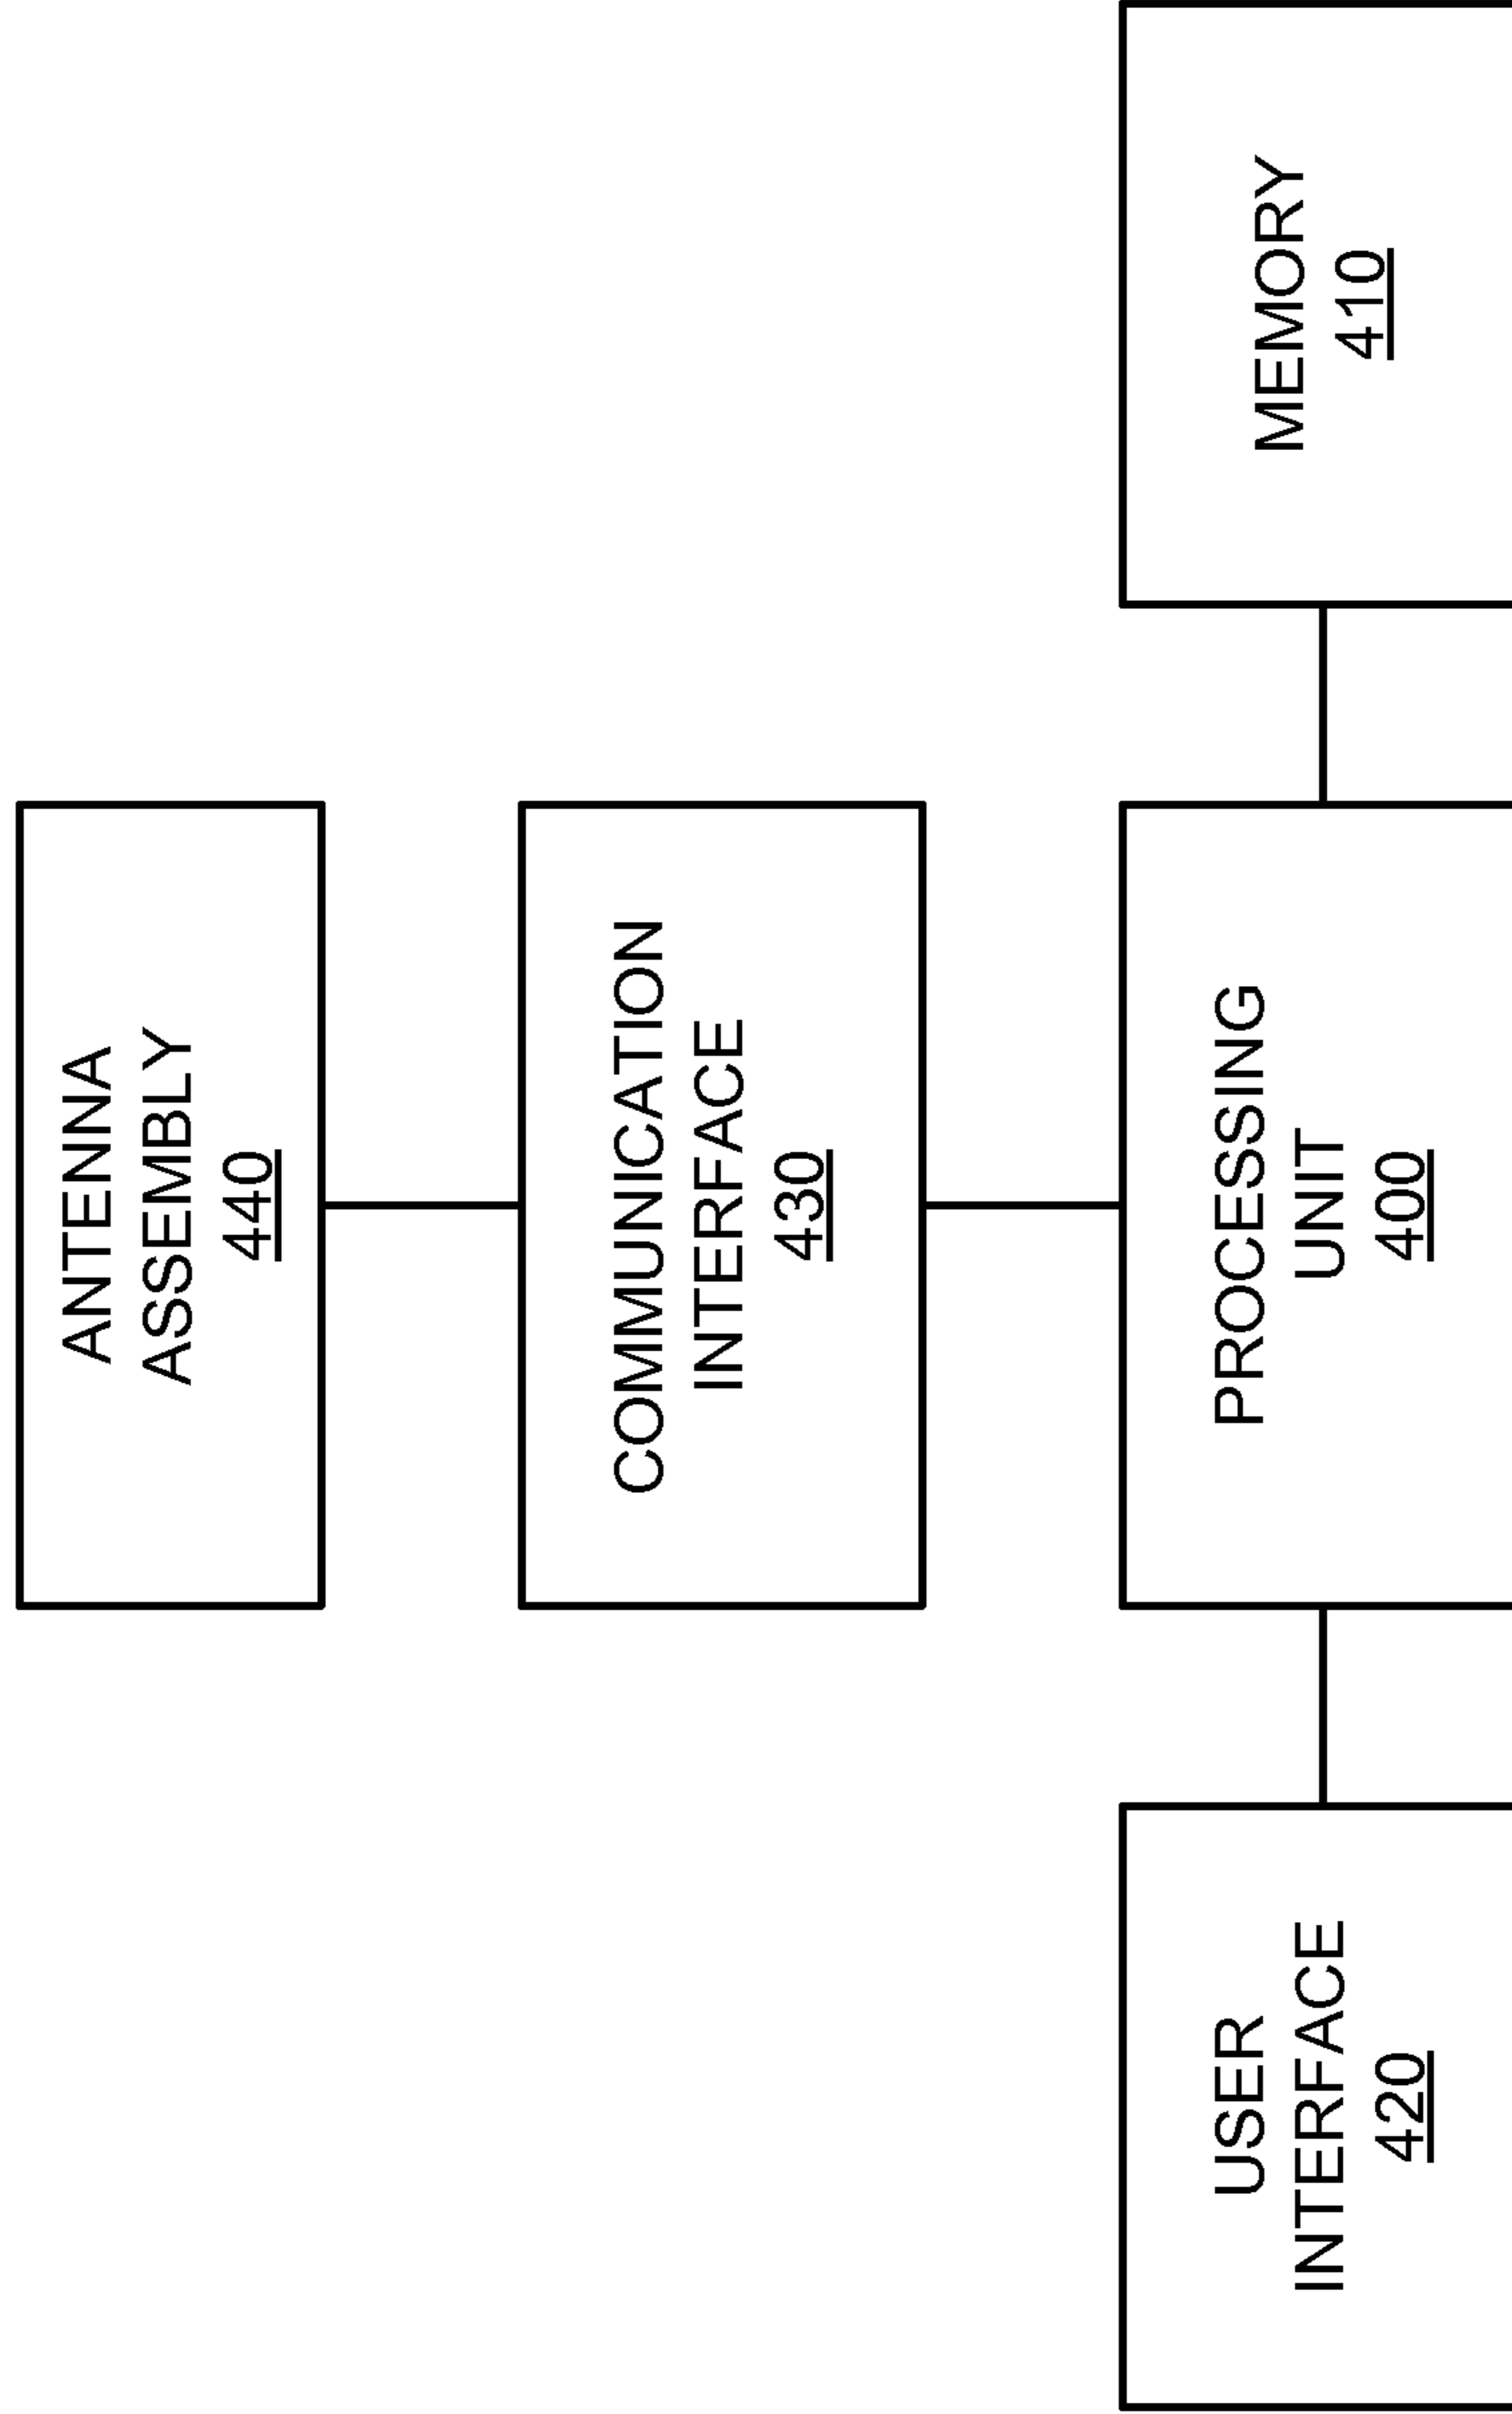 ANTENNA
ASSEMBLY
440
COMMUNICATION
INTERFACE
430
USER
INTERFACE
420
PROCESSING
UNIT
400
MEMORY
410